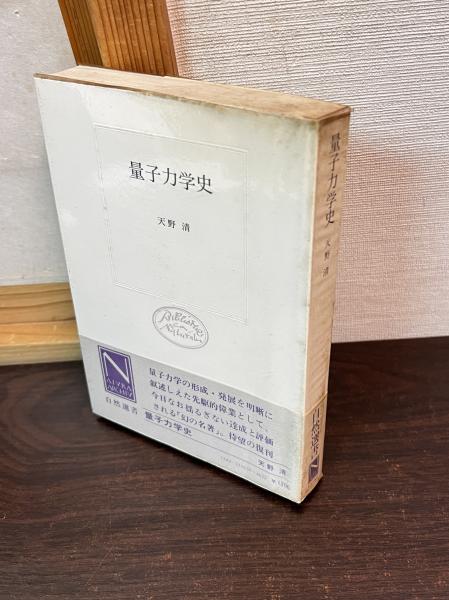 量子力学史
天野 清
量子力学の形成・発展を明晰に
叙述しえた先駆的偉業として、
今日なお揺るぎない達成と評価
される『幻の名著』。待望の復刊
自然選書
量子力学史
天野 清
量子力学史
天野 清
自然選書
N